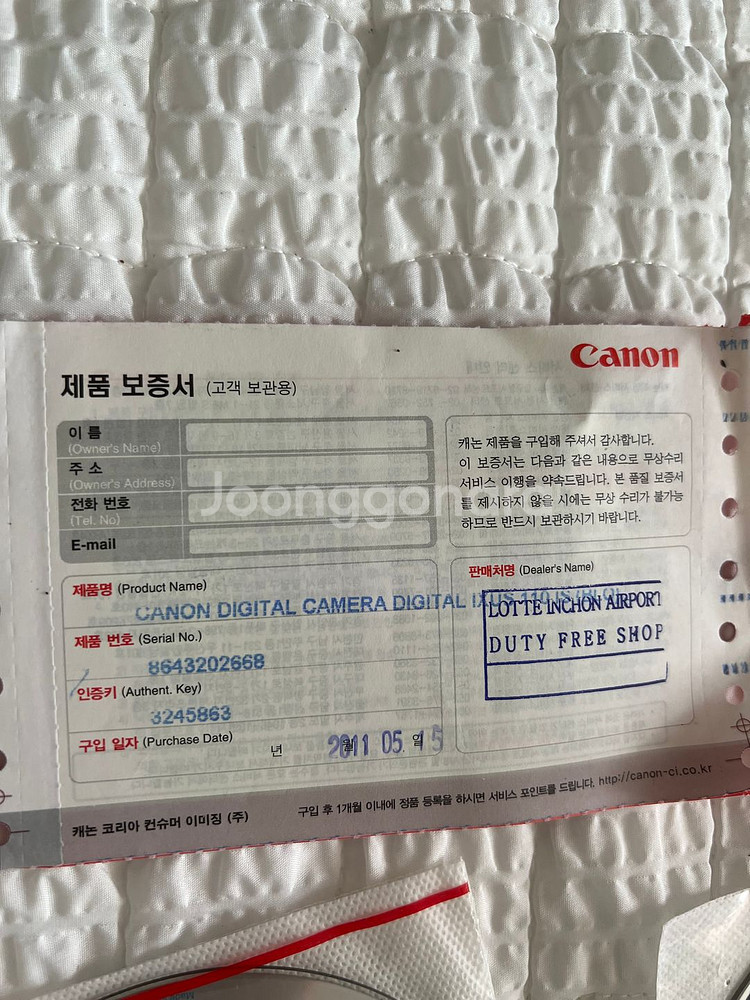 Canon
제품 보증서 (고객 보관용)
이 름
(Owner's Name)
주 소
(Owner's Address)
전화 번호
(Tel. No)
E-mail
캐논 제품을 구입해 주셔서 감사합니다.
이 보증서는 다음과 같은 내용으로 무상수리
서비스 이행을 약속드립니다. 본 품질 보증서
를 제시하지 않을 시에는 무상 수리가 불가능
하므로 반드시 보관하시기 바랍니다.
Joonggonara
제품명 (Product Name)
CANON DIGITAL CAMERA DIGITAL IXUS 110 IS
제품 번호 (Serial No.)
8643202668
인증키 (Authent. Key)
3245863
구입 일자 (Purchase Date)
년 월 일
2011 05. 15
판매처명 (Dealer's Name)
LOTTE INCHON AIRPORT
DUTY FREE SHOP
캐논 코리아 컨슈머 이미징 (주)
구입 후 1개월 이내에 정품 등록을 하시면 서비스 포인트를 드립니다. http://canon-ci.co.kr